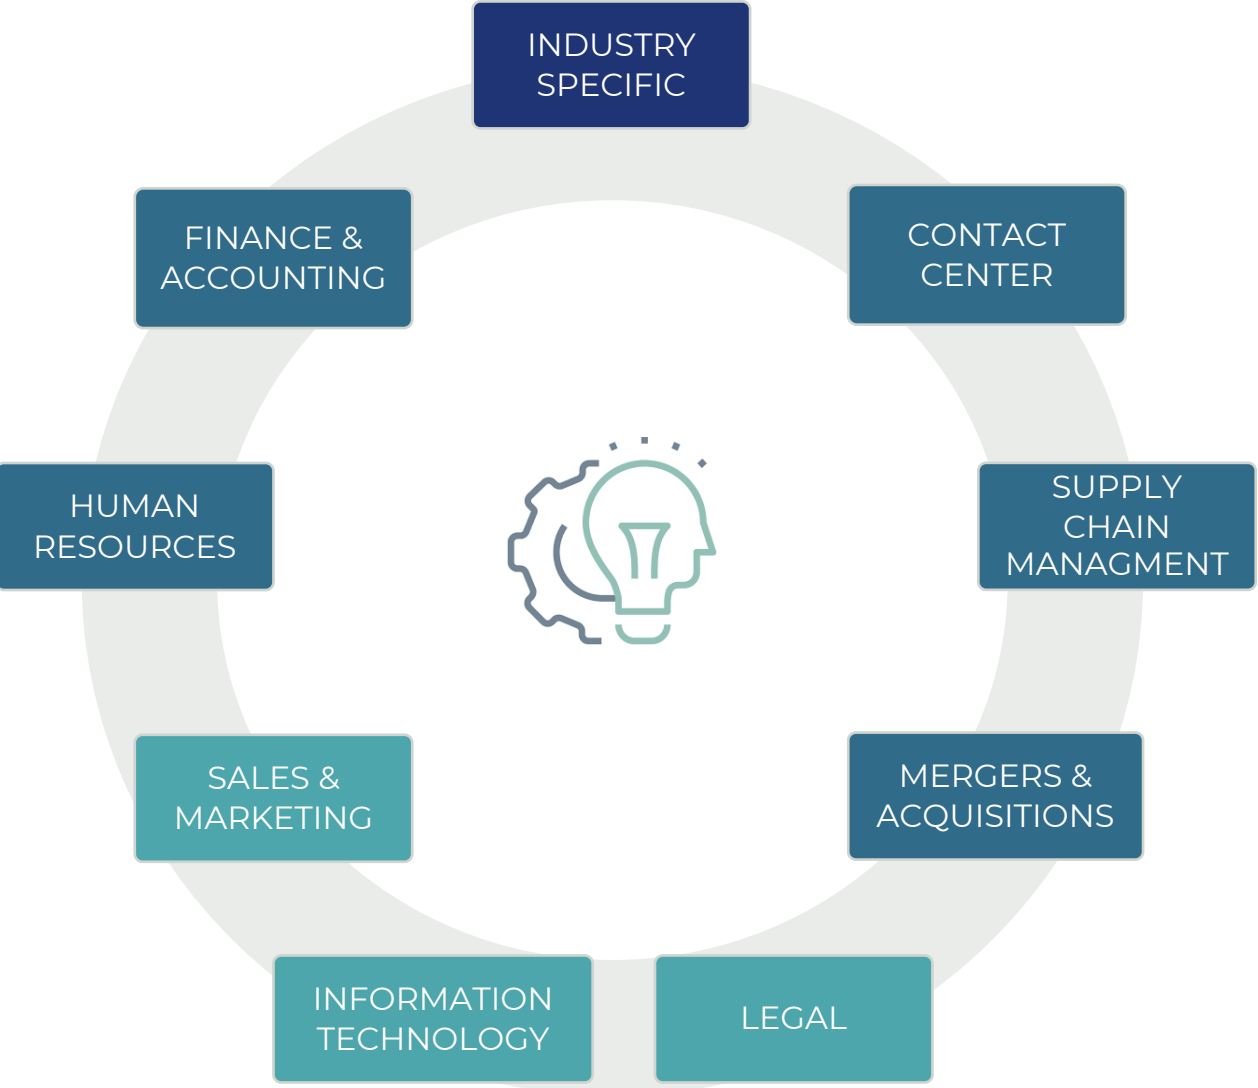 INDUSTRY
SPECIFIC
FINANCE &
ACCOUNTING
CONTACT
CENTER
HUMAN
RESOURCES
SUPPLY
CHAIN
MANAGMENT
SALES &
MARKETING
MERGERS &
ACQUISITIONS
INFORMATION
TECHNOLOGY
LEGAL